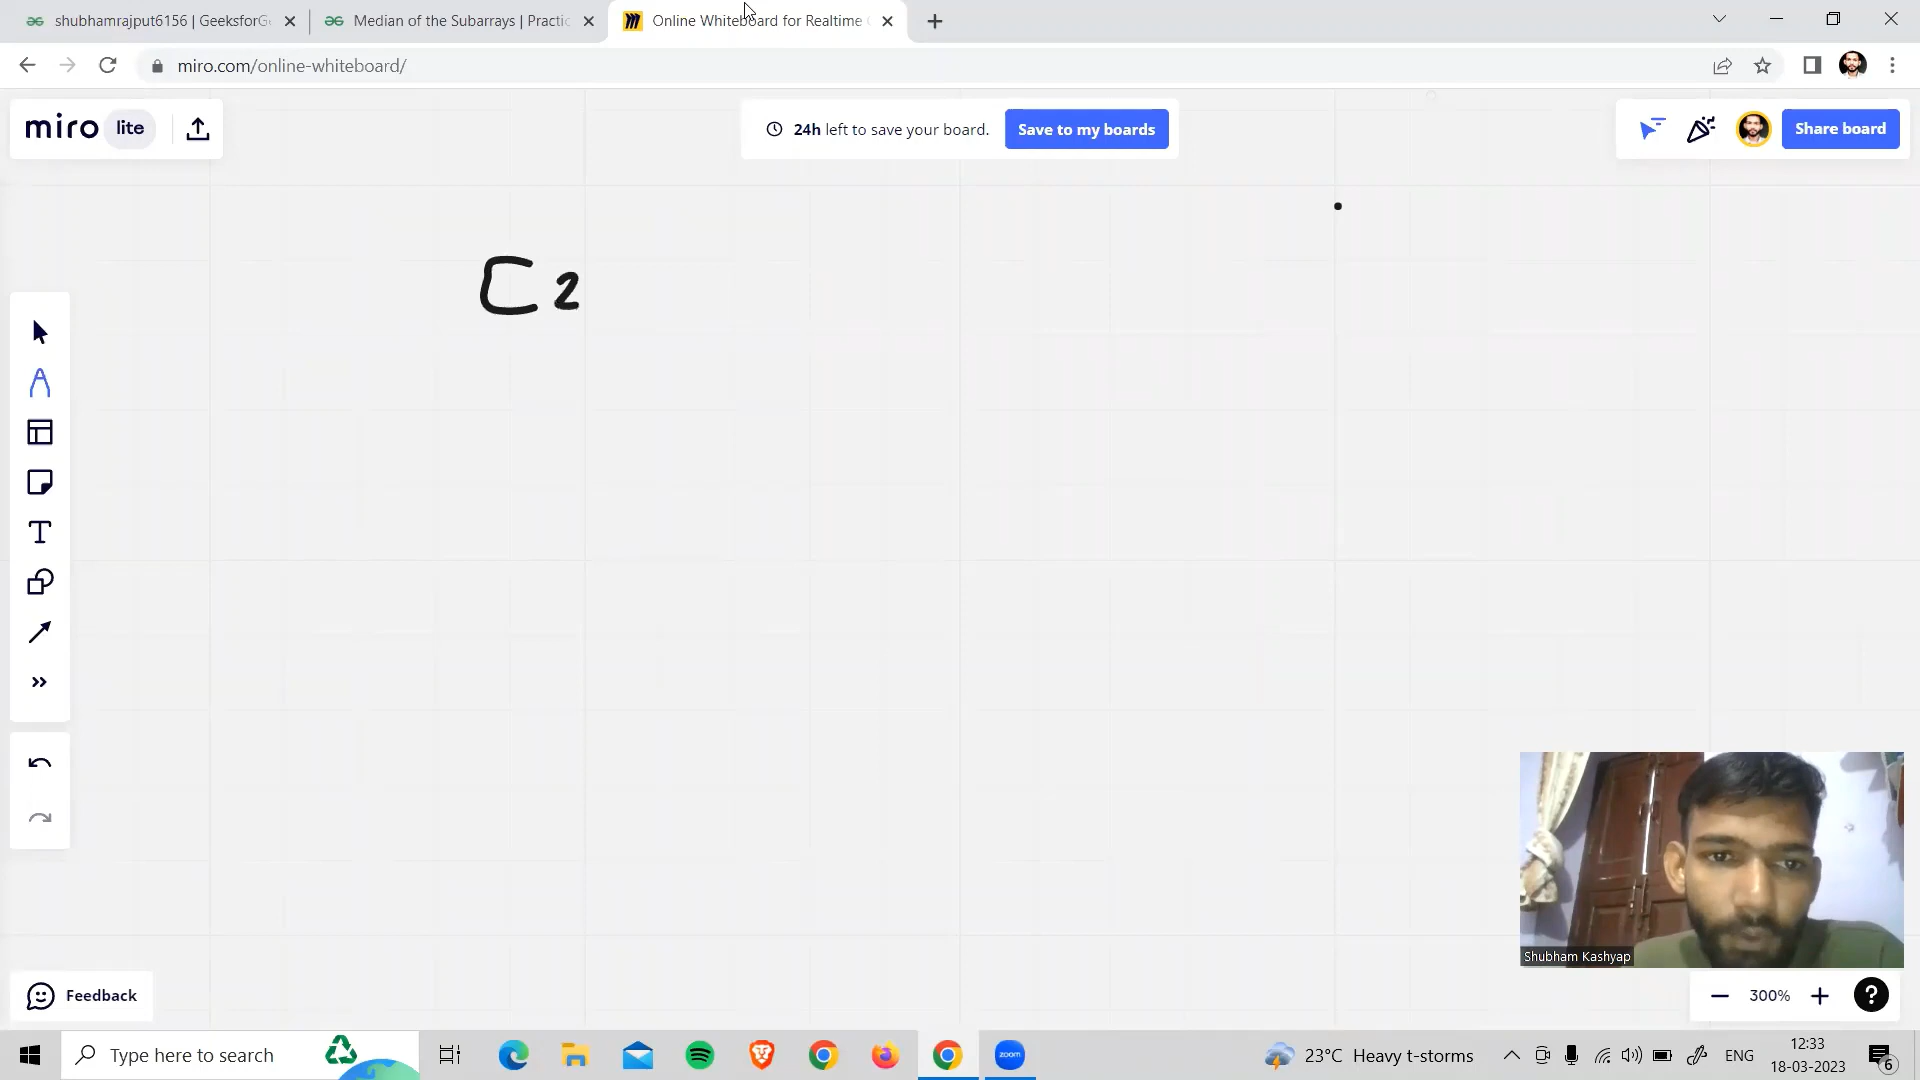 shubhamrajput6156 | GeeksforG
Median of the Subarrays | Practic
Online Whiteboard for Realtime C
miro.com/online-whiteboard/
miro lite
24h left to save your board.
Save to my boards
Share board
[2
Shubham Kashyap
Feedback
300%
Type here to search
zoom
23°C Heavy t-storms
ENG
12:33
18-03-2023
6